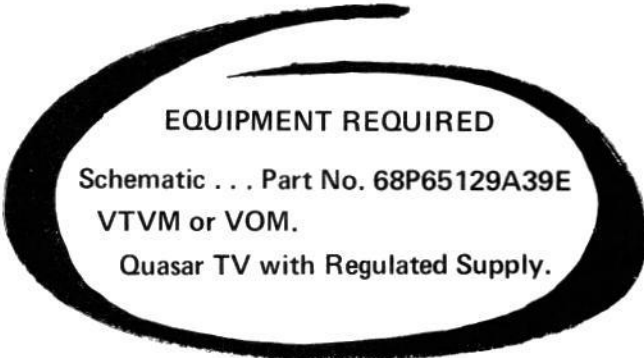 EQUIPMENT REQUIRED
Schematic . . . Part No. 68P65129A39E
VTVM or VOM.
Quasar TV with Regulated Supply.